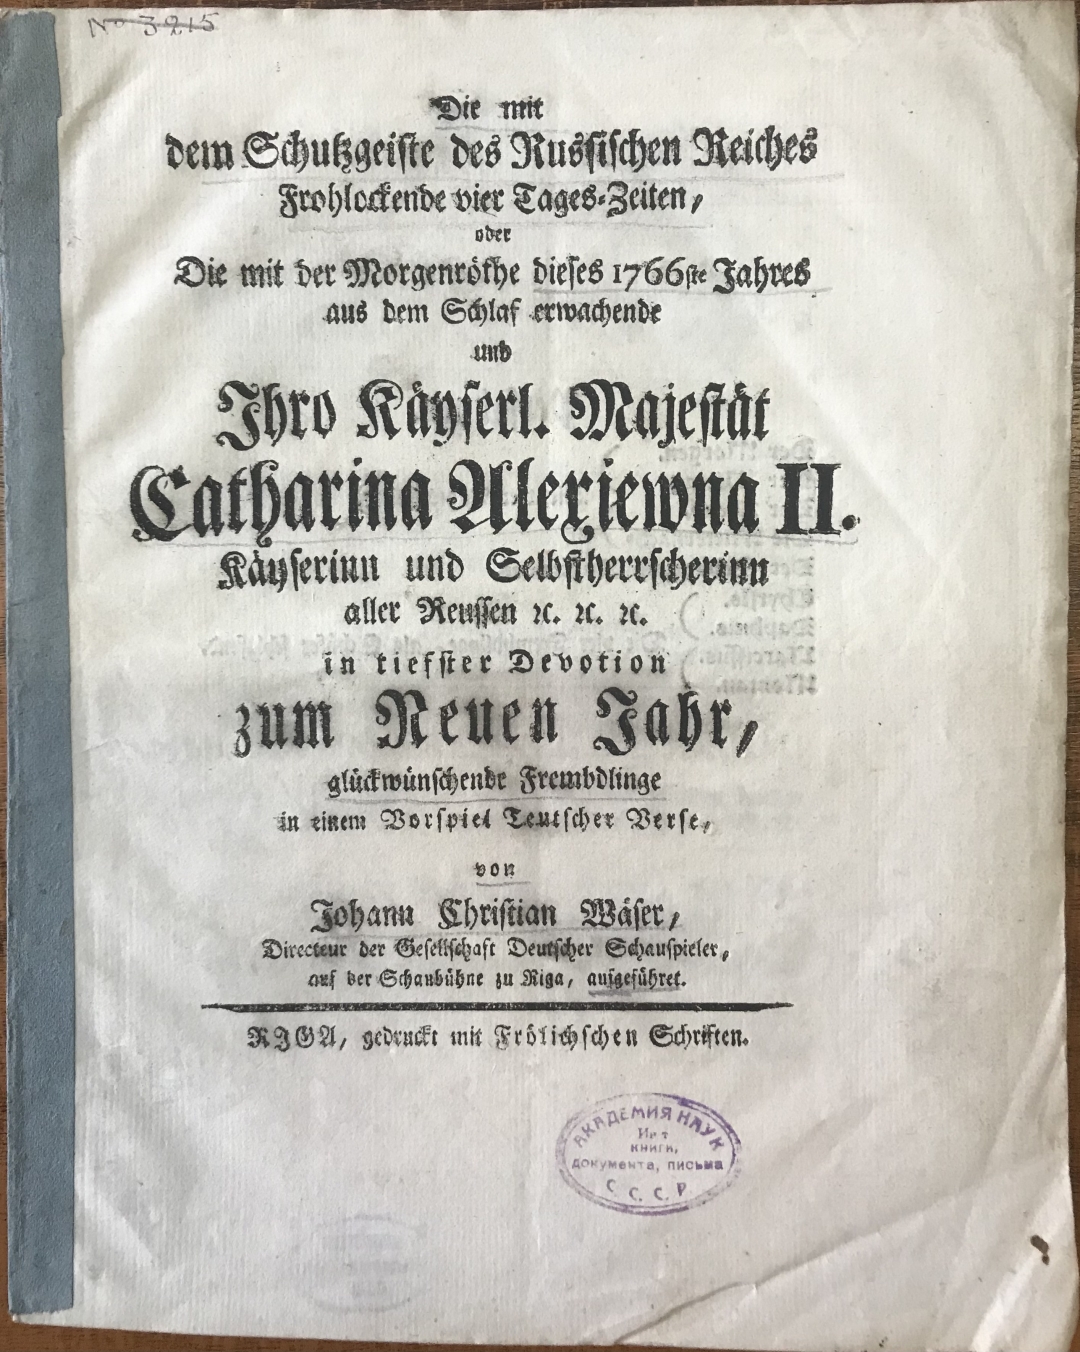 No 3215
Die mit
dem Schutzgeiste des Russischen Reiches
Frohlockende vier Tages-Zeiten,
oder
Die mit der Morgenröthe dieses 1766ste Jahres
aus dem Schlaf erwachende
und
Ihro Käyserl. Majestät
Catharina Alexiewna II.
Käyserinn und Selbstherrscherinn
aller Reussen ꝛc. ꝛc. ꝛc.
in tiefster Devotion
zum Neuen Jahr,
glückwünschende Frembdlinge
in einem Vorspiel Teutscher Verse,
von
Johann Christian Wäser,
Directeur der Gesellschaft Deutscher Schauspieler,
auf der Schaubühne zu Riga, aufgeführet.
RIGA, gedruckt mit Frölichschen Schriften.
АКАДЕМИЯ НАУК
Ин-т
книги,
документа, письма
С. С. С. Р